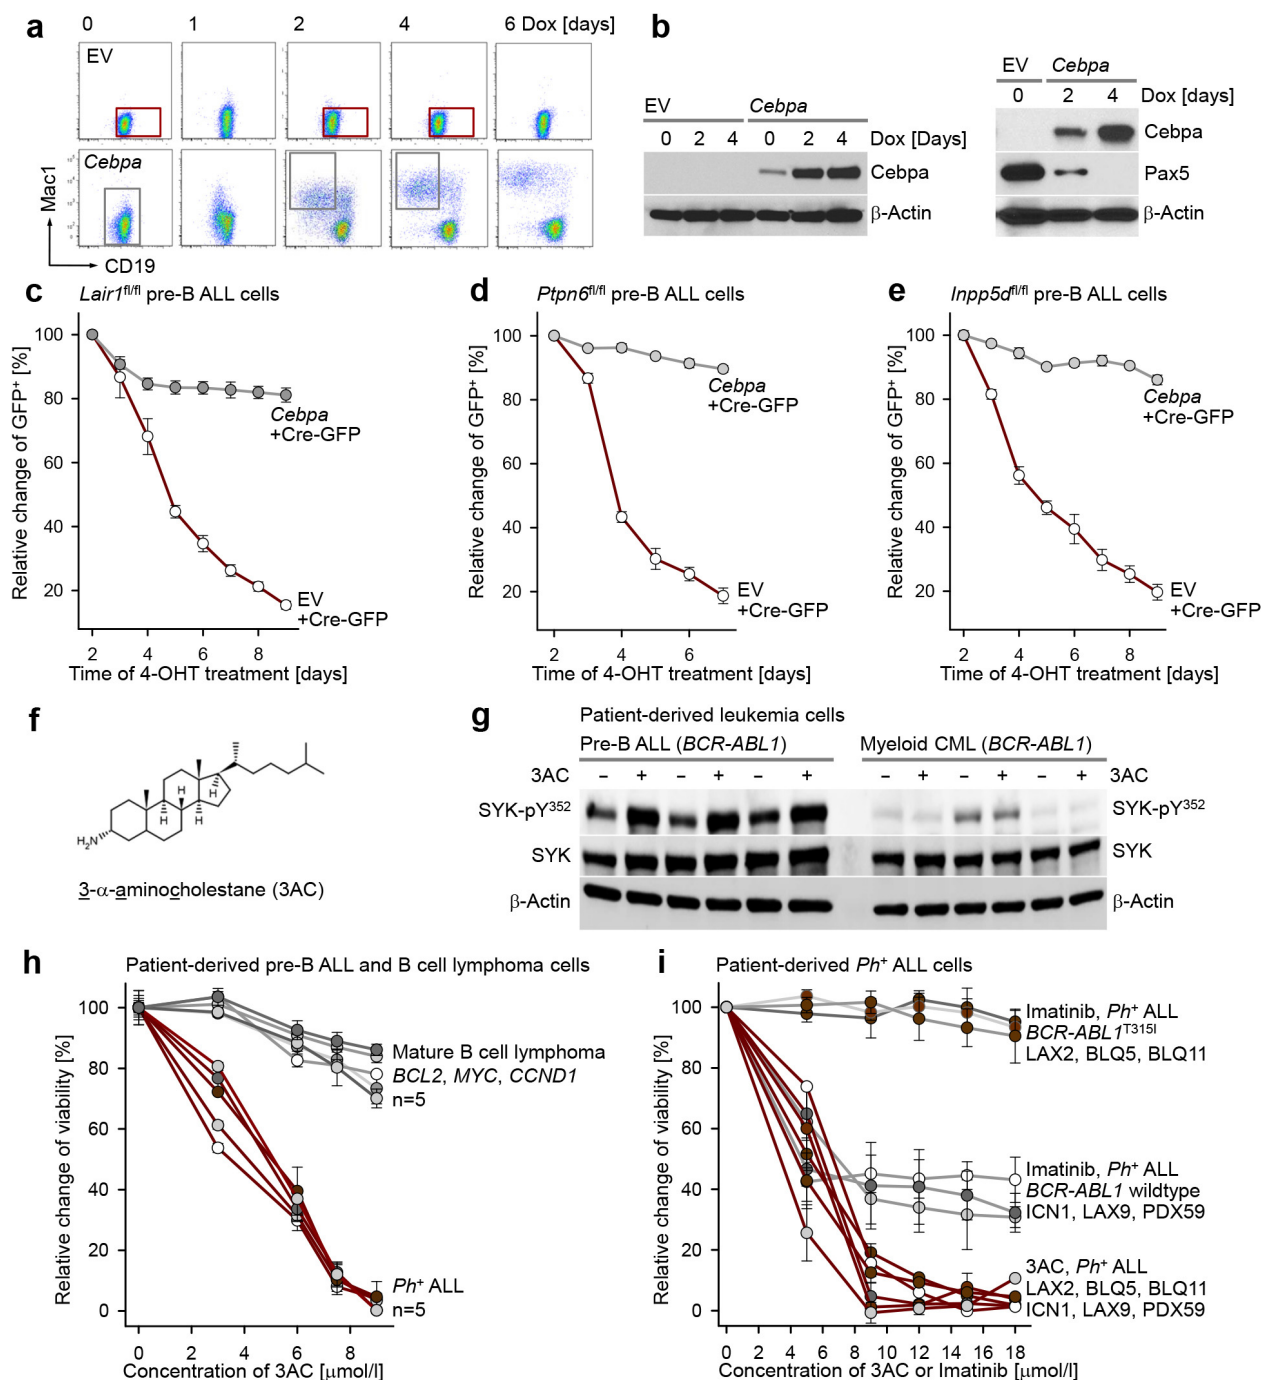 a
0 1 2 4 6 Dox [days]
EV
Cebpa
Mac1
CD19
b
EV Cebpa
0 2 4 0 2 4 Dox [Days]
Cebpa
β-Actin
EV Cebpa
0 2 4 Dox [days]
Cebpa
Pax5
β-Actin
c Lair1fl/fl pre-B ALL cells
Relative change of GFP+ [%]
100
80
60
40
20
Cebpa
+Cre-GFP
EV
+Cre-GFP
2 4 6 8
Time of 4-OHT treatment [days]
d Ptpn6fl/fl pre-B ALL cells
Relative change of GFP+ [%]
100
80
60
40
20
Cebpa
+Cre-GFP
EV
+Cre-GFP
2 4 6
Time of 4-OHT treatment [days]
e Inpp5dfl/fl pre-B ALL cells
Relative change of GFP+ [%]
100
80
60
40
20
Cebpa
+Cre-GFP
EV
+Cre-GFP
2 4 6 8
Time of 4-OHT treatment [days]
f
H
H
H
H
H₂N
3-α-aminocholestane (3AC)
g
Patient-derived leukemia cells
Pre-B ALL (BCR-ABL1) Myeloid CML (BCR-ABL1)
3AC – + – + – + – + – + – + 3AC
SYK-pY352 SYK-pY352
SYK SYK
β-Actin β-Actin
h Patient-derived pre-B ALL and B cell lymphoma cells
Relative change of viability [%]
100
80
60
40
20
0
Mature B cell lymphoma
BCL2, MYC, CCND1
n=5
Ph+ ALL
n=5
0 2 4 6 8
Concentration of 3AC [μmol/l]
i Patient-derived Ph+ ALL cells
Relative change of viability [%]
100
80
60
40
20
0
Imatinib, Ph+ ALL
BCR-ABL1T315I
LAX2, BLQ5, BLQ11
Imatinib, Ph+ ALL
BCR-ABL1 wildtype
ICN1, LAX9, PDX59
3AC, Ph+ ALL
LAX2, BLQ5, BLQ11
ICN1, LAX9, PDX59
0 2 4 6 8 10 12 14 16 18
Concentration of 3AC or Imatinib [μmol/l]